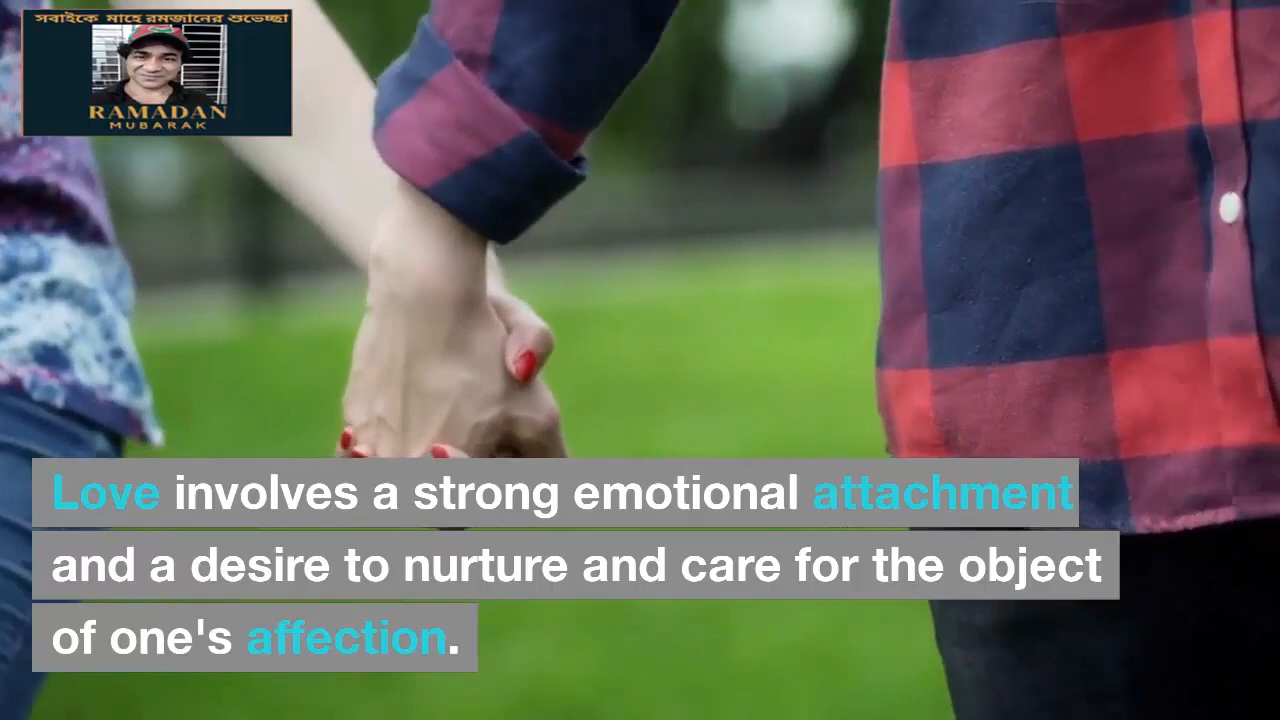 সবাইকে মাহে রমজানের শুভেচ্ছা
RAMADAN
MUBARAK
Love involves a strong emotional attachment
and a desire to nurture and care for the object
of one's affection.